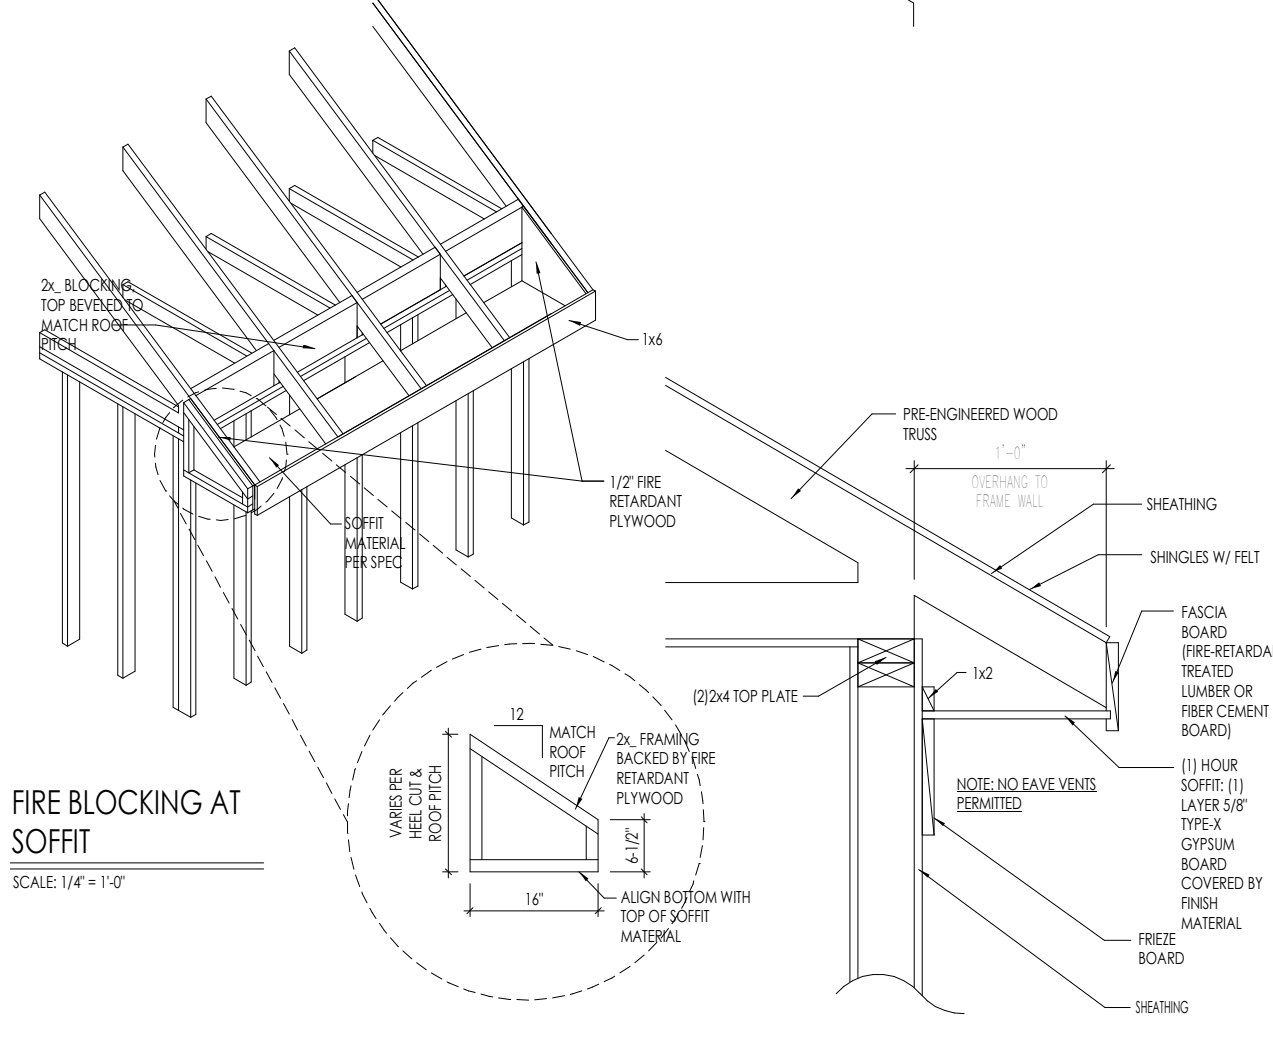 2x_ BLOCKING,
TOP BEVELED TO
MATCH ROOF
PITCH
1x6
1/2" FIRE
RETARDANT
PLYWOOD
SOFFIT
MATERIAL
PER SPEC
FIRE BLOCKING AT
SOFFIT
SCALE: 1/4" = 1'-0"
12
MATCH
ROOF
PITCH
2x_ FRAMING
BACKED BY FIRE
RETARDANT
PLYWOOD
VARIES PER
HEEL CUT &
ROOF PITCH
6-1/2"
16"
ALIGN BOTTOM WITH
TOP OF SOFFIT
MATERIAL
PRE-ENGINEERED WOOD
TRUSS
1'-0"
OVERHANG TO
FRAME WALL
SHEATHING
SHINGLES W/ FELT
FASCIA
BOARD
(FIRE-RETARDA
TREATED
LUMBER OR
FIBER CEMENT
BOARD)
1x2
(2)2x4 TOP PLATE
NOTE: NO EAVE VENTS
PERMITTED
(1) HOUR
SOFFIT: (1)
LAYER 5/8"
TYPE-X
GYPSUM
BOARD
COVERED BY
FINISH
MATERIAL
FRIEZE
BOARD
SHEATHING